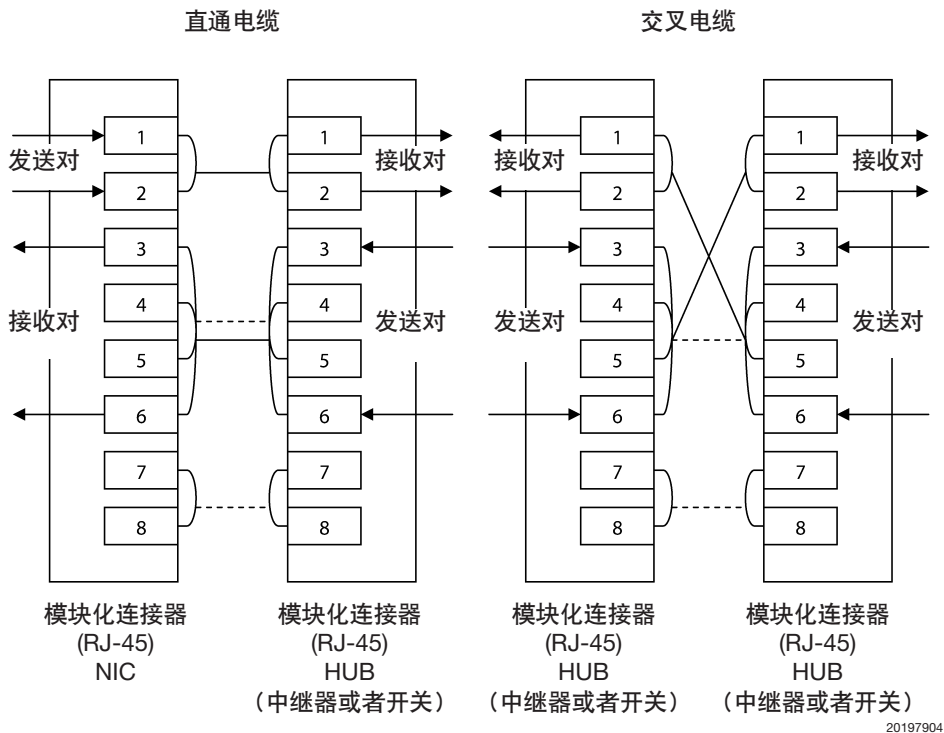 直通电缆
交叉电缆
1
1
1
1
发送对
接收对
接收对
接收对
2
2
2
2
3
3
3
3
4
4
4
4
接收对
发送对
发送对
发送对
5
5
5
5
6
6
6
6
7
7
7
7
8
8
8
8
模块化连接器
(RJ-45)
NIC
模块化连接器
(RJ-45)
HUB
（中继器或者开关）
模块化连接器
(RJ-45)
HUB
（中继器或者开关）
模块化连接器
(RJ-45)
HUB
（中继器或者开关）
20197904